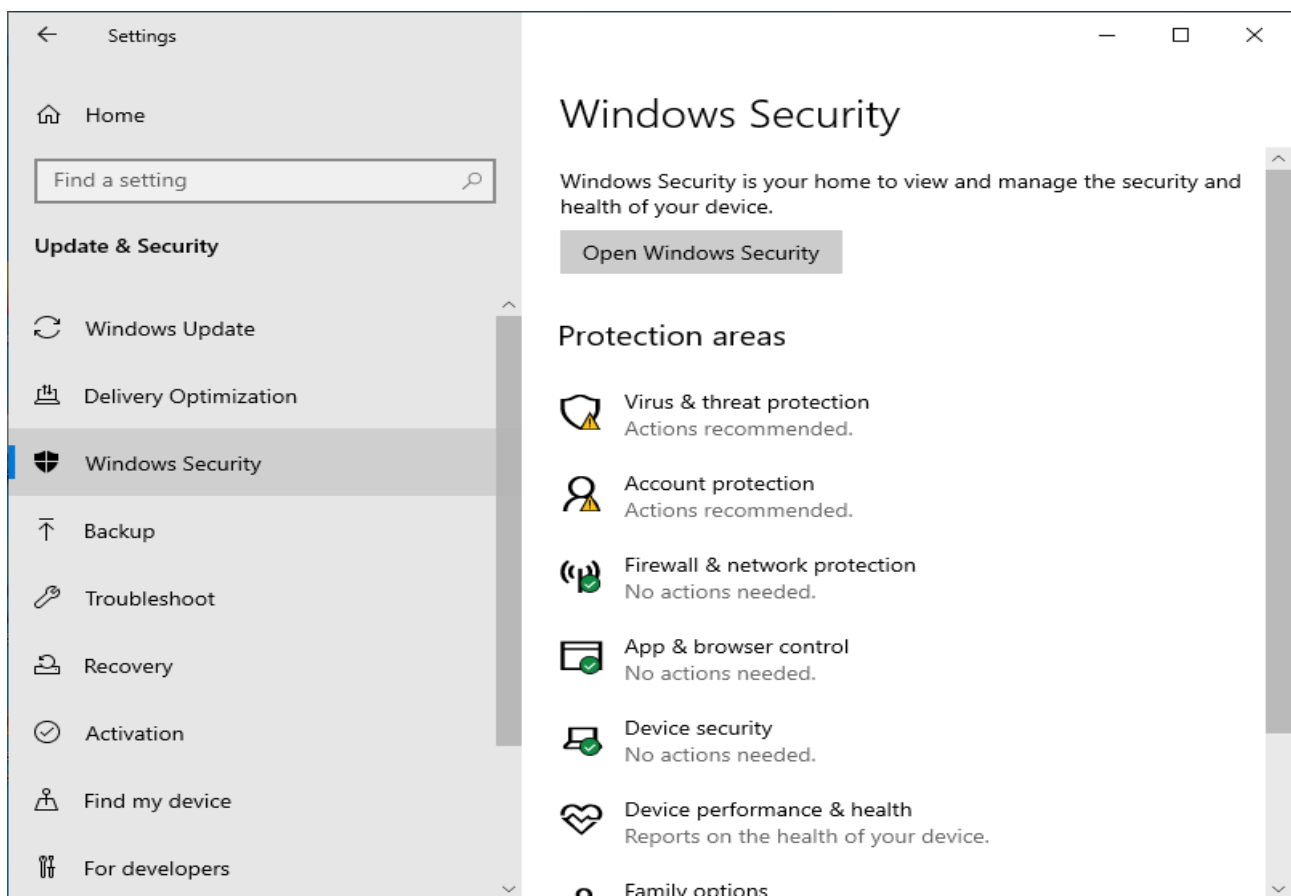 Settings
Home
Find a setting
Update & Security
Windows Update
Delivery Optimization
Windows Security
Backup
Troubleshoot
Recovery
Activation
Find my device
For developers
Windows Security
Windows Security is your home to view and manage the security and
health of your device.
Open Windows Security
Protection areas
Virus & threat protection
Actions recommended.
Account protection
Actions recommended.
Firewall & network protection
No actions needed.
App & browser control
No actions needed.
Device security
No actions needed.
Device performance & health
Reports on the health of your device.
Family options